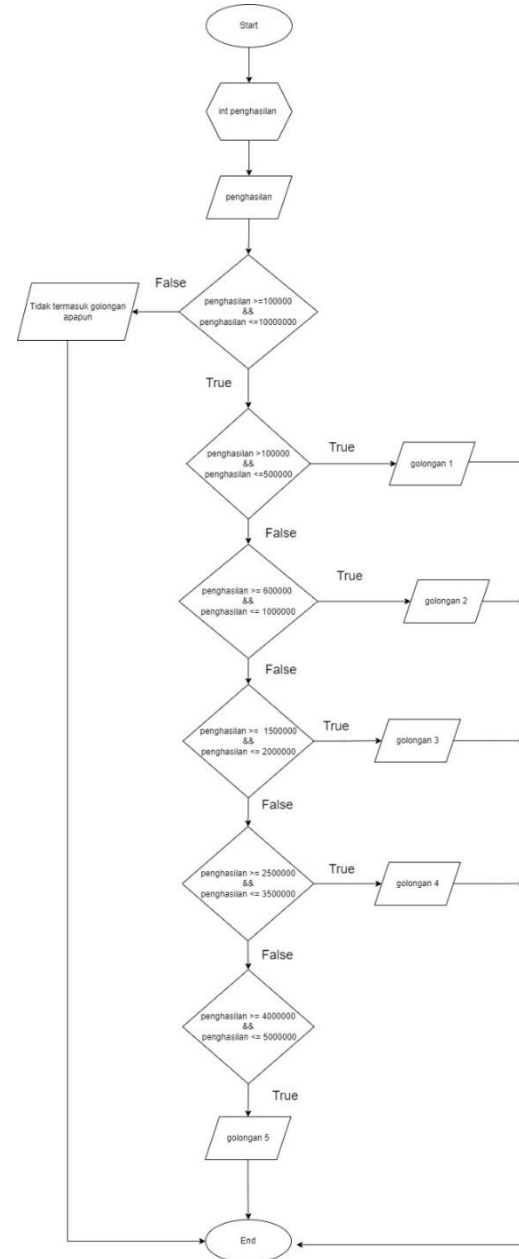 Start
int penghasilan
penghasilan
False
Tidak termasuk golongan
apapun
penghasilan >=100000
&&
penghasilan <=10000000
True
penghasilan >100000
&&
penghasilan <=500000
True
golongan 1
False
penghasilan >= 600000
&&
penghasilan <= 1000000
True
golongan 2
False
penghasilan >= 1500000
&&
penghasilan <= 2000000
True
golongan 3
False
penghasilan >= 2500000
&&
penghasilan <= 3500000
True
golongan 4
False
penghasilan >= 4000000
&&
penghasilan <= 5000000
True
golongan 5
End